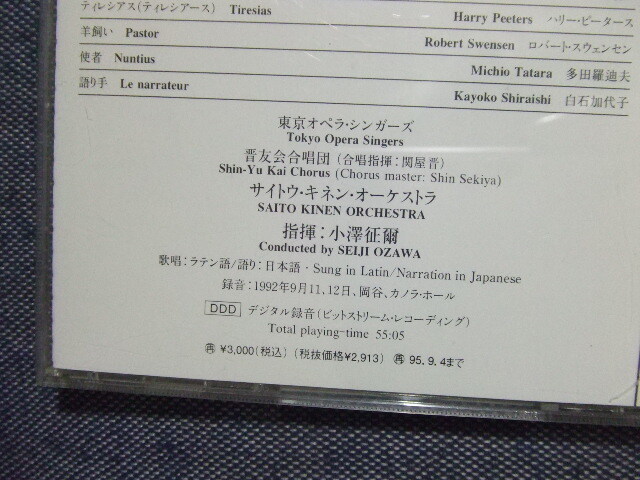 ティレシアス(ティレシアース) Tiresias Harry Peeters ハリー・ピータース
羊飼い Pastor Robert Swensen ロバート・スウェンセン
使者 Nuntius Michio Tatara 多田羅迪夫
語り手 Le narrateur Kayoko Shiraishi 白石加代子
東京オペラ・シンガーズ
Tokyo Opera Singers
晋友会合唱団 (合唱指揮：関屋晋)
Shin-Yu Kai Chorus (Chorus master: Shin Sekiya)
サイトウ・キネン・オーケストラ
SAITO KINEN ORCHESTRA
指揮：小澤征爾
Conducted by SEIJI OZAWA
歌唱：ラテン語/語り：日本語・Sung in Latin/Narration in Japanese
録音：1992年9月11,12日、岡谷、カノラ・ホール
DDD デジタル録音(ビットストリーム・レコーディング)
Total playing-time 55:05
㊢ ¥3,000(税込) (税抜価格¥2,913) ㊢ 95.9.4まで